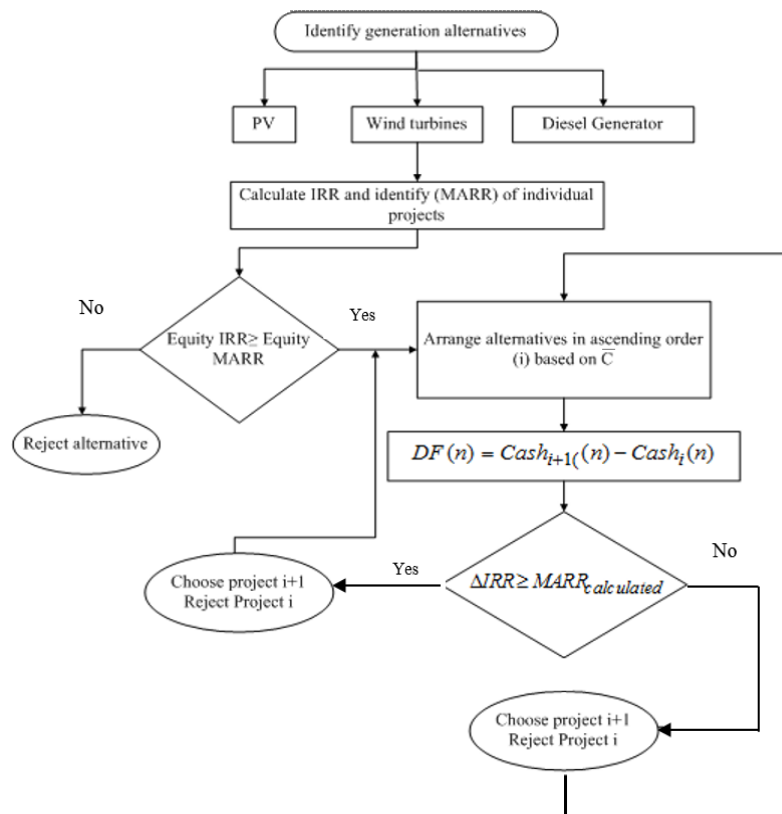 Identify generation alternatives
PV
Wind turbines
Diesel Generator
Calculate IRR and identify (MARR) of individual
projects
No
Equity IRR≥ Equity
MARR
Yes
Arrange alternatives in ascending order
(i) based on C̅
Reject alternative
DF(n) = Cash_{i+1(}(n) − Cash_i(n)
Choose project i+1
Reject Project i
Yes
ΔIRR ≥ MARR_{calculated}
No
Choose project i+1
Reject Project i